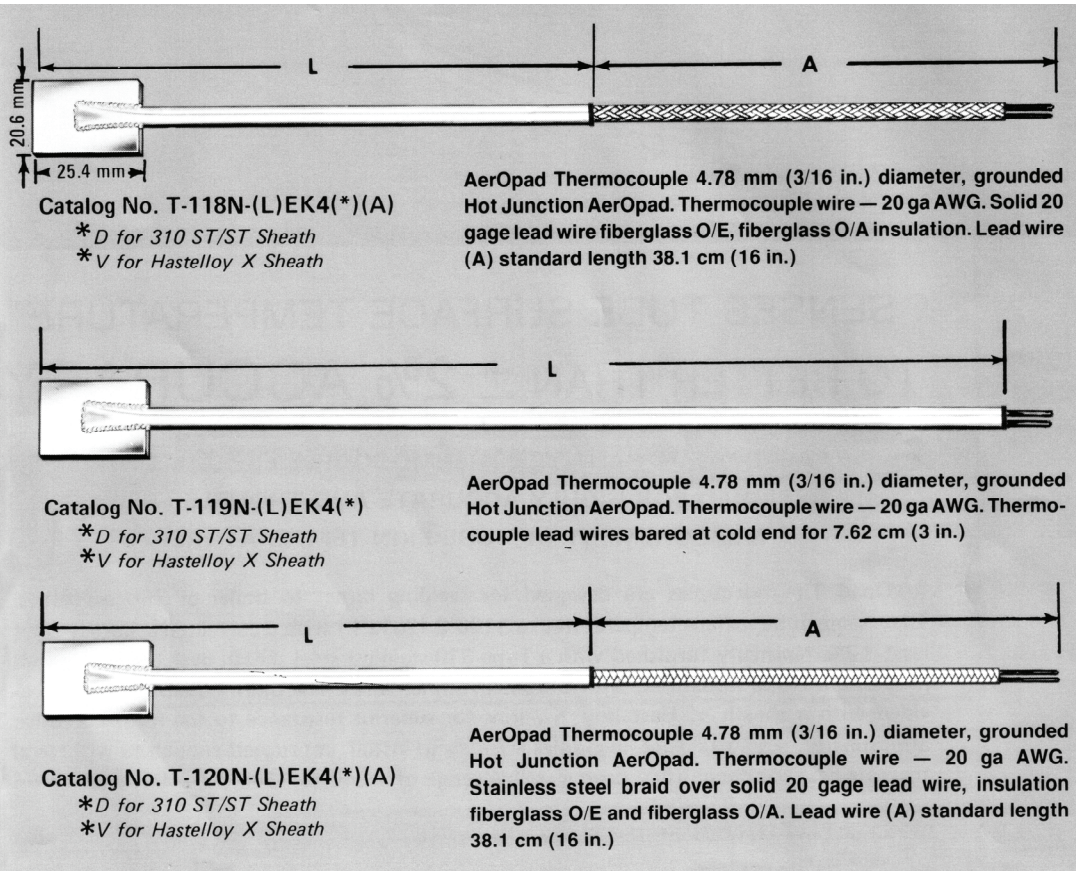 L
A
20.6 mm
25.4 mm
Catalog No. T-118N-(L)EK4(*)(A)
*D for 310 ST/ST Sheath
*V for Hastelloy X Sheath
AerOpad Thermocouple 4.78 mm (3/16 in.) diameter, grounded
Hot Junction AerOpad. Thermocouple wire — 20 ga AWG. Solid 20
gage lead wire fiberglass O/E, fiberglass O/A insulation. Lead wire
(A) standard length 38.1 cm (16 in.)
L
Catalog No. T-119N-(L)EK4(*)
*D for 310 ST/ST Sheath
*V for Hastelloy X Sheath
AerOpad Thermocouple 4.78 mm (3/16 in.) diameter, grounded
Hot Junction AerOpad. Thermocouple wire — 20 ga AWG. Thermo-
couple lead wires bared at cold end for 7.62 cm (3 in.)
L
A
Catalog No. T-120N-(L)EK4(*)(A)
*D for 310 ST/ST Sheath
*V for Hastelloy X Sheath
AerOpad Thermocouple 4.78 mm (3/16 in.) diameter, grounded
Hot Junction AerOpad. Thermocouple wire — 20 ga AWG.
Stainless steel braid over solid 20 gage lead wire, insulation
fiberglass O/E and fiberglass O/A. Lead wire (A) standard length
38.1 cm (16 in.)